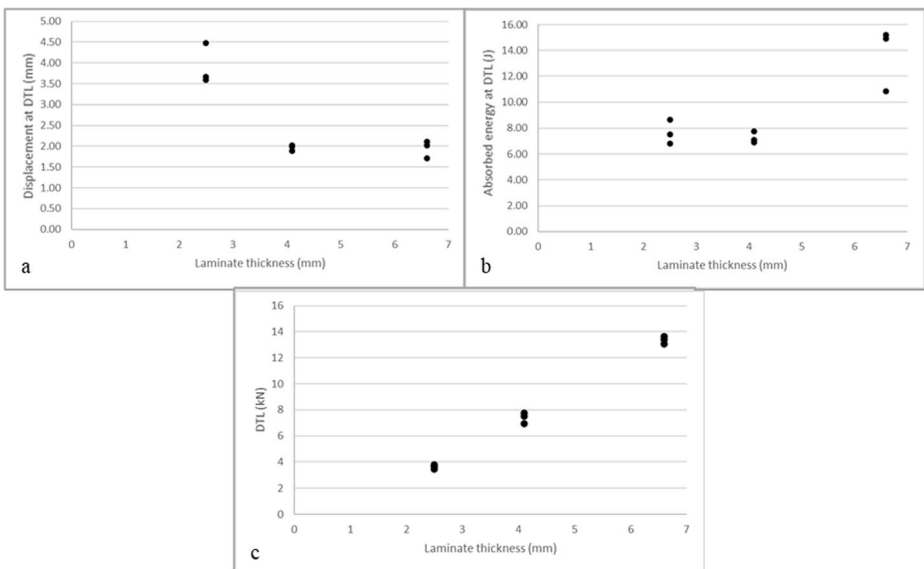 Displacement at DTL (mm)
5.00
4.50
4.00
3.50
3.00
2.50
2.00
1.50
1.00
0.50
0.00
0 1 2 3 4 5 6 7
Laminate thickness (mm)
a
Absorbed energy at DTL (J)
16.00
14.00
12.00
10.00
8.00
6.00
4.00
2.00
0.00
0 1 2 3 4 5 6 7
Laminate thickness (mm)
b
DTL (kN)
16
14
12
10
8
6
4
2
0
0 1 2 3 4 5 6 7
Laminate thickness (mm)
c